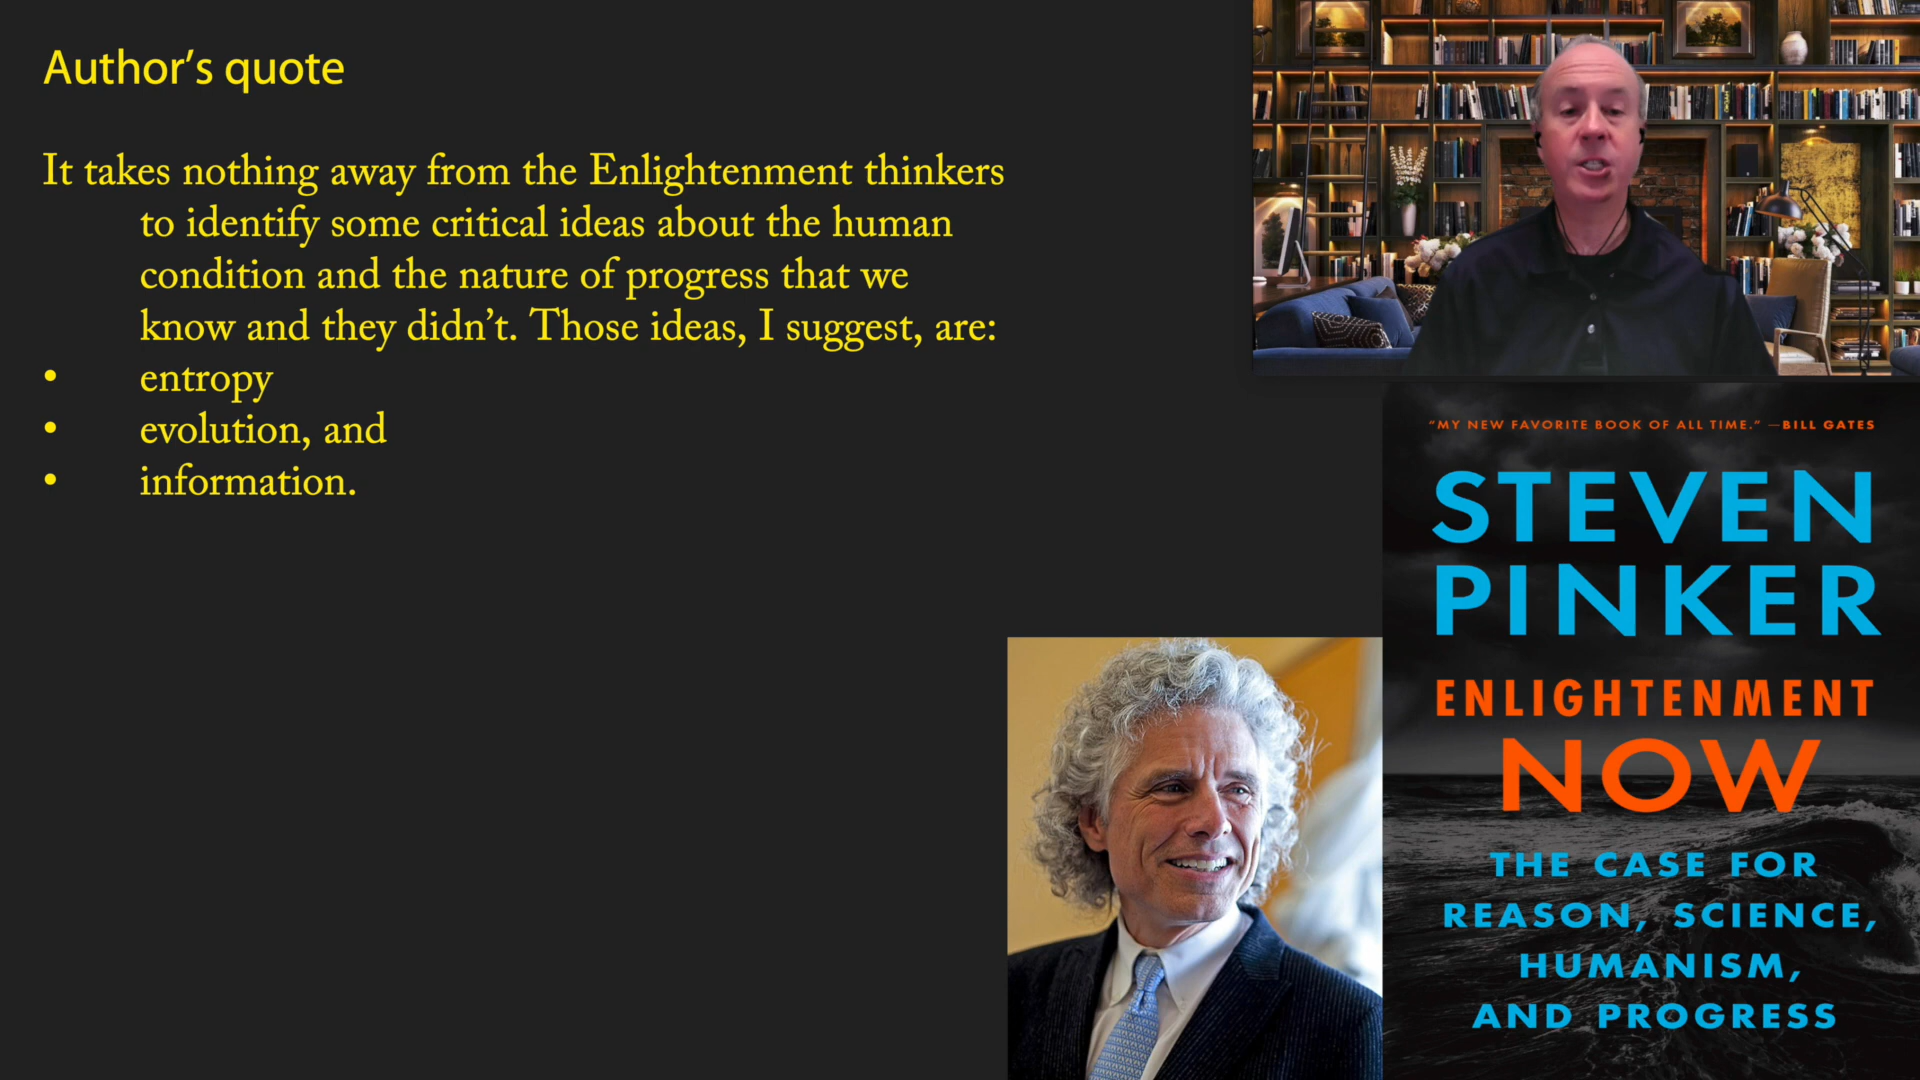 Author’s quote
It takes nothing away from the Enlightenment thinkers
to identify some critical ideas about the human
condition and the nature of progress that we
know and they didn’t. Those ideas, I suggest, are:
• entropy
• evolution, and
• information.
“MY NEW FAVORITE BOOK OF ALL TIME.” —BILL GATES
STEVEN
PINKER
ENLIGHTENMENT
NOW
THE CASE FOR
REASON, SCIENCE,
HUMANISM,
AND PROGRESS